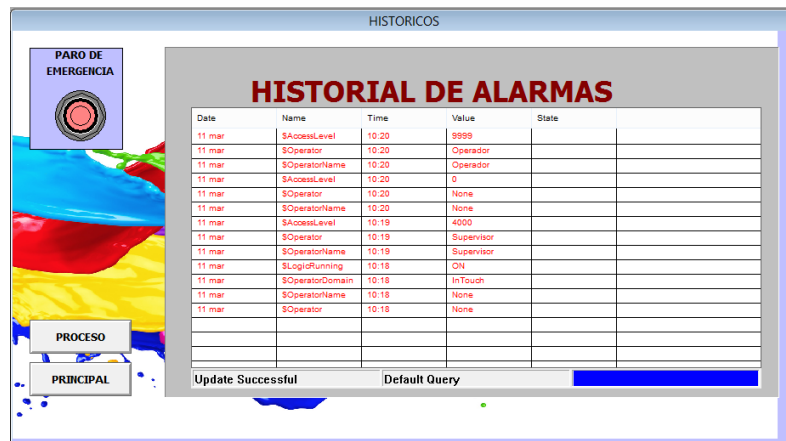 HISTORICOS
PARO DE
EMERGENCIA
HISTORIAL DE ALARMAS
Date Name Time Value State
11 mar $AccessLevel 10:20 9999
11 mar $Operator 10:20 Operador
11 mar $OperatorName 10:20 Operador
11 mar $AccessLevel 10:20 0
11 mar $Operator 10:20 None
11 mar $OperatorName 10:20 None
11 mar $AccessLevel 10:19 4000
11 mar $Operator 10:19 Supervisor
11 mar $OperatorName 10:19 Supervisor
11 mar $LogicRunning 10:18 ON
11 mar $OperatorDomain 10:18 InTouch
11 mar $OperatorName 10:18 None
11 mar $Operator 10:18 None
PROCESO
PRINCIPAL
Update Successful Default Query